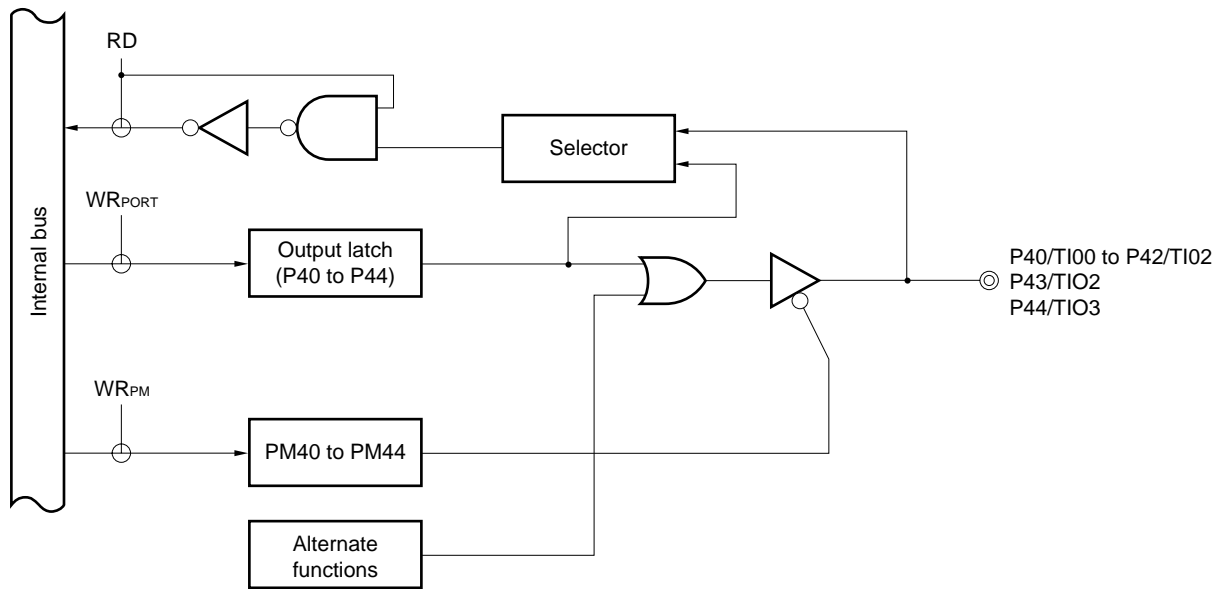 RD
Selector
WRPORT
Output latch
(P40 to P44)
Internal bus
P40/TI00 to P42/TI02
P43/TIO2
P44/TIO3
WRPM
PM40 to PM44
Alternate
functions